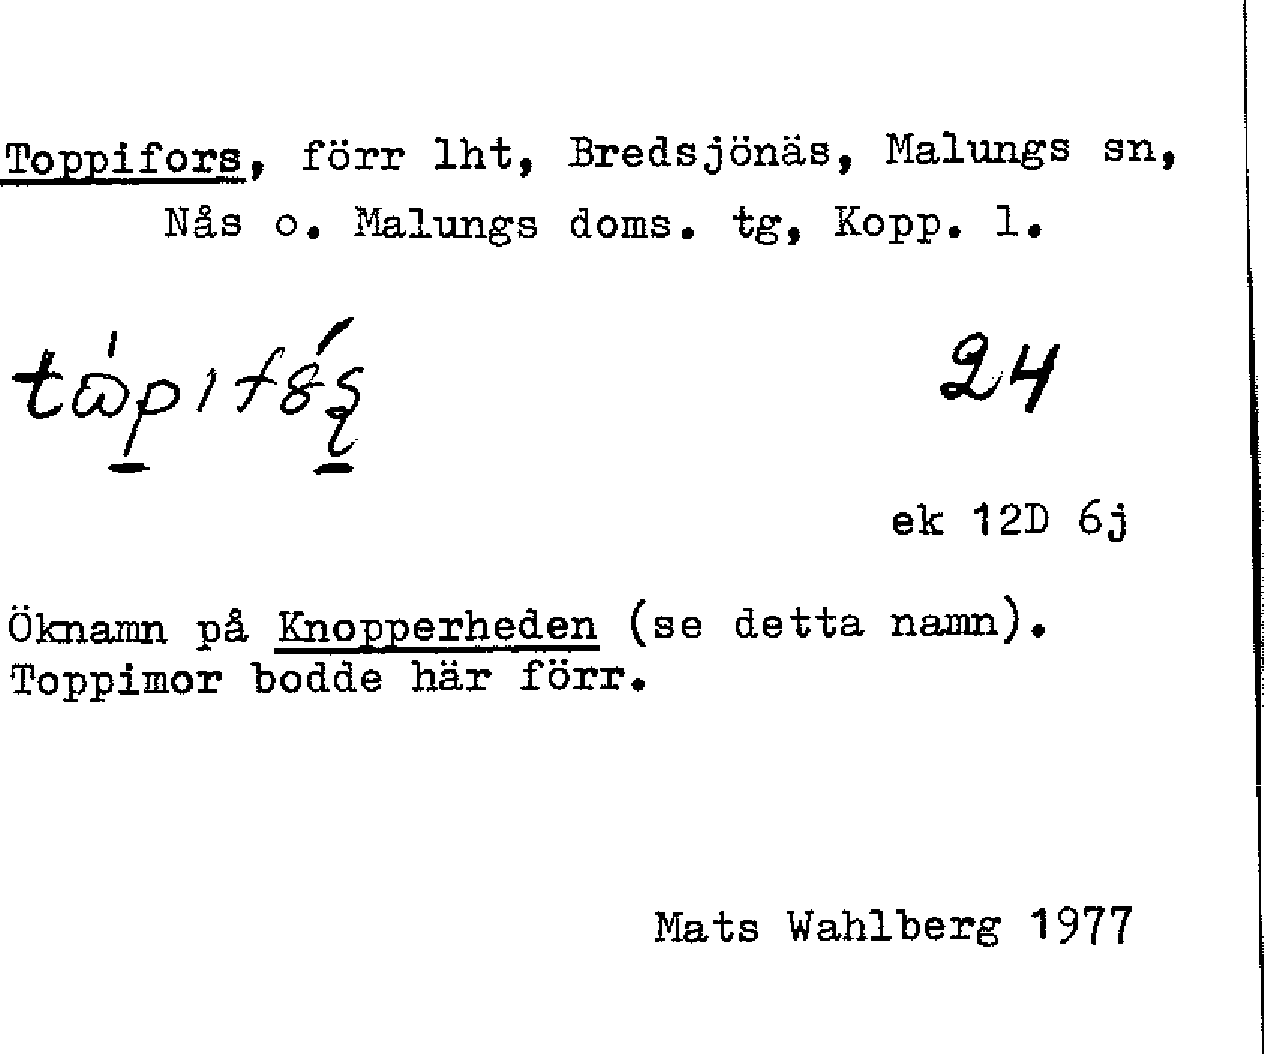 Toppifors, förr lht, Bredsjönäs, Malungs sn,
Nås o. Malungs doms. tg, Kopp. l.
24
ek 12D 6j
Öknamn på Knopperheden (se detta namn).
Toppimor bodde här förr.
Mats Wahlberg 1977